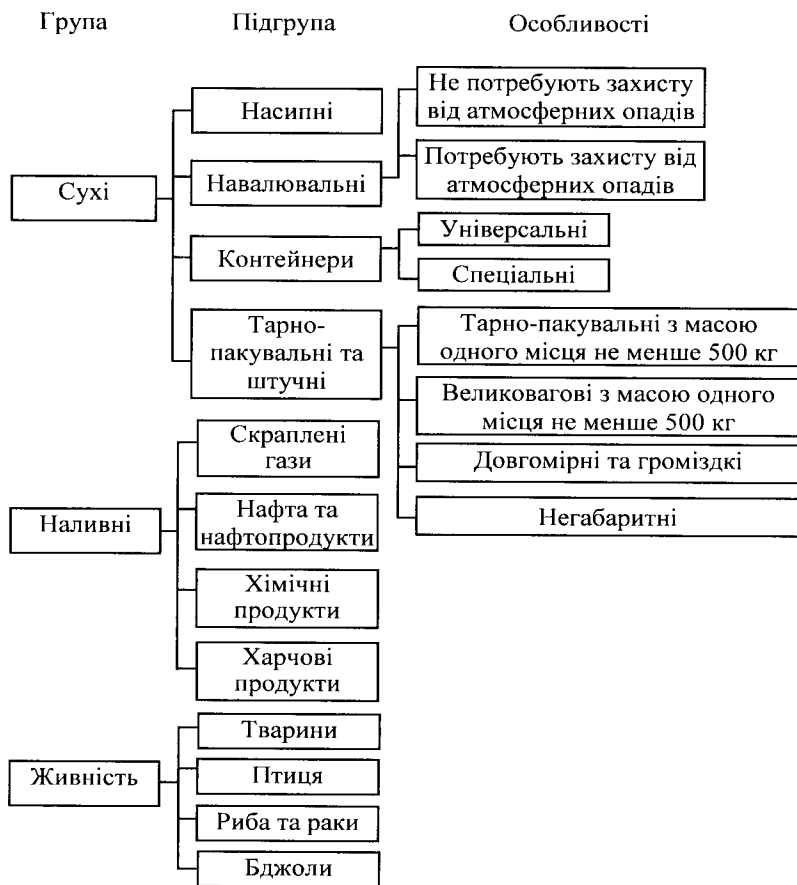 Група
Підгрупа
Особливості
Сухі
Насипні
Навалювальні
Не потребують захисту
від атмосферних опадів
Потребують захисту від
атмосферних опадів
Контейнери
Універсальні
Спеціальні
Тарно-
пакувальні та
штучні
Тарно-пакувальні з масою
одного місця не менше 500 кг
Великовагові з масою одного
місця не менше 500 кг
Довгомірні та громіздкі
Негабаритні
Наливні
Скраплені
гази
Нафта та
нафтопродукти
Хімічні
продукти
Харчові
продукти
Живність
Тварини
Птиця
Риба та раки
Бджоли